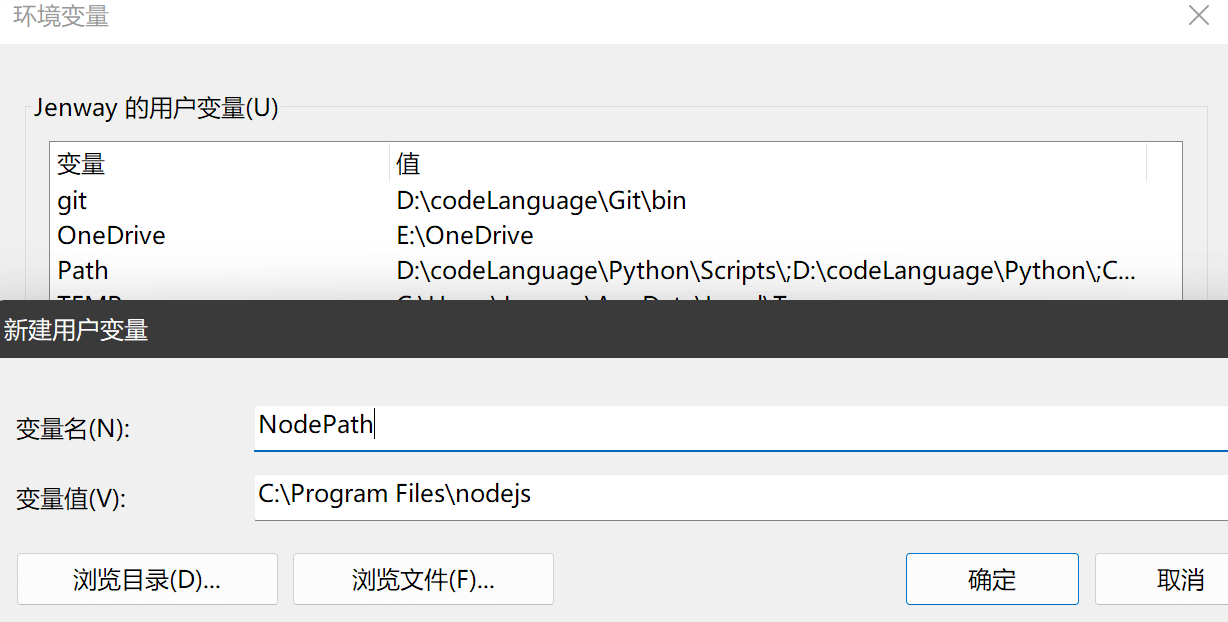 环境变量
Jenway 的用户变量(U)
变量 值
git D:\codeLanguage\Git\bin
OneDrive E:\OneDrive
Path D:\codeLanguage\Python\Scripts\;D:\codeLanguage\Python\;C...
新建用户变量
变量名(N): NodePath
变量值(V): C:\Program Files\nodejs
浏览目录(D)... 浏览文件(F)... 确定 取消